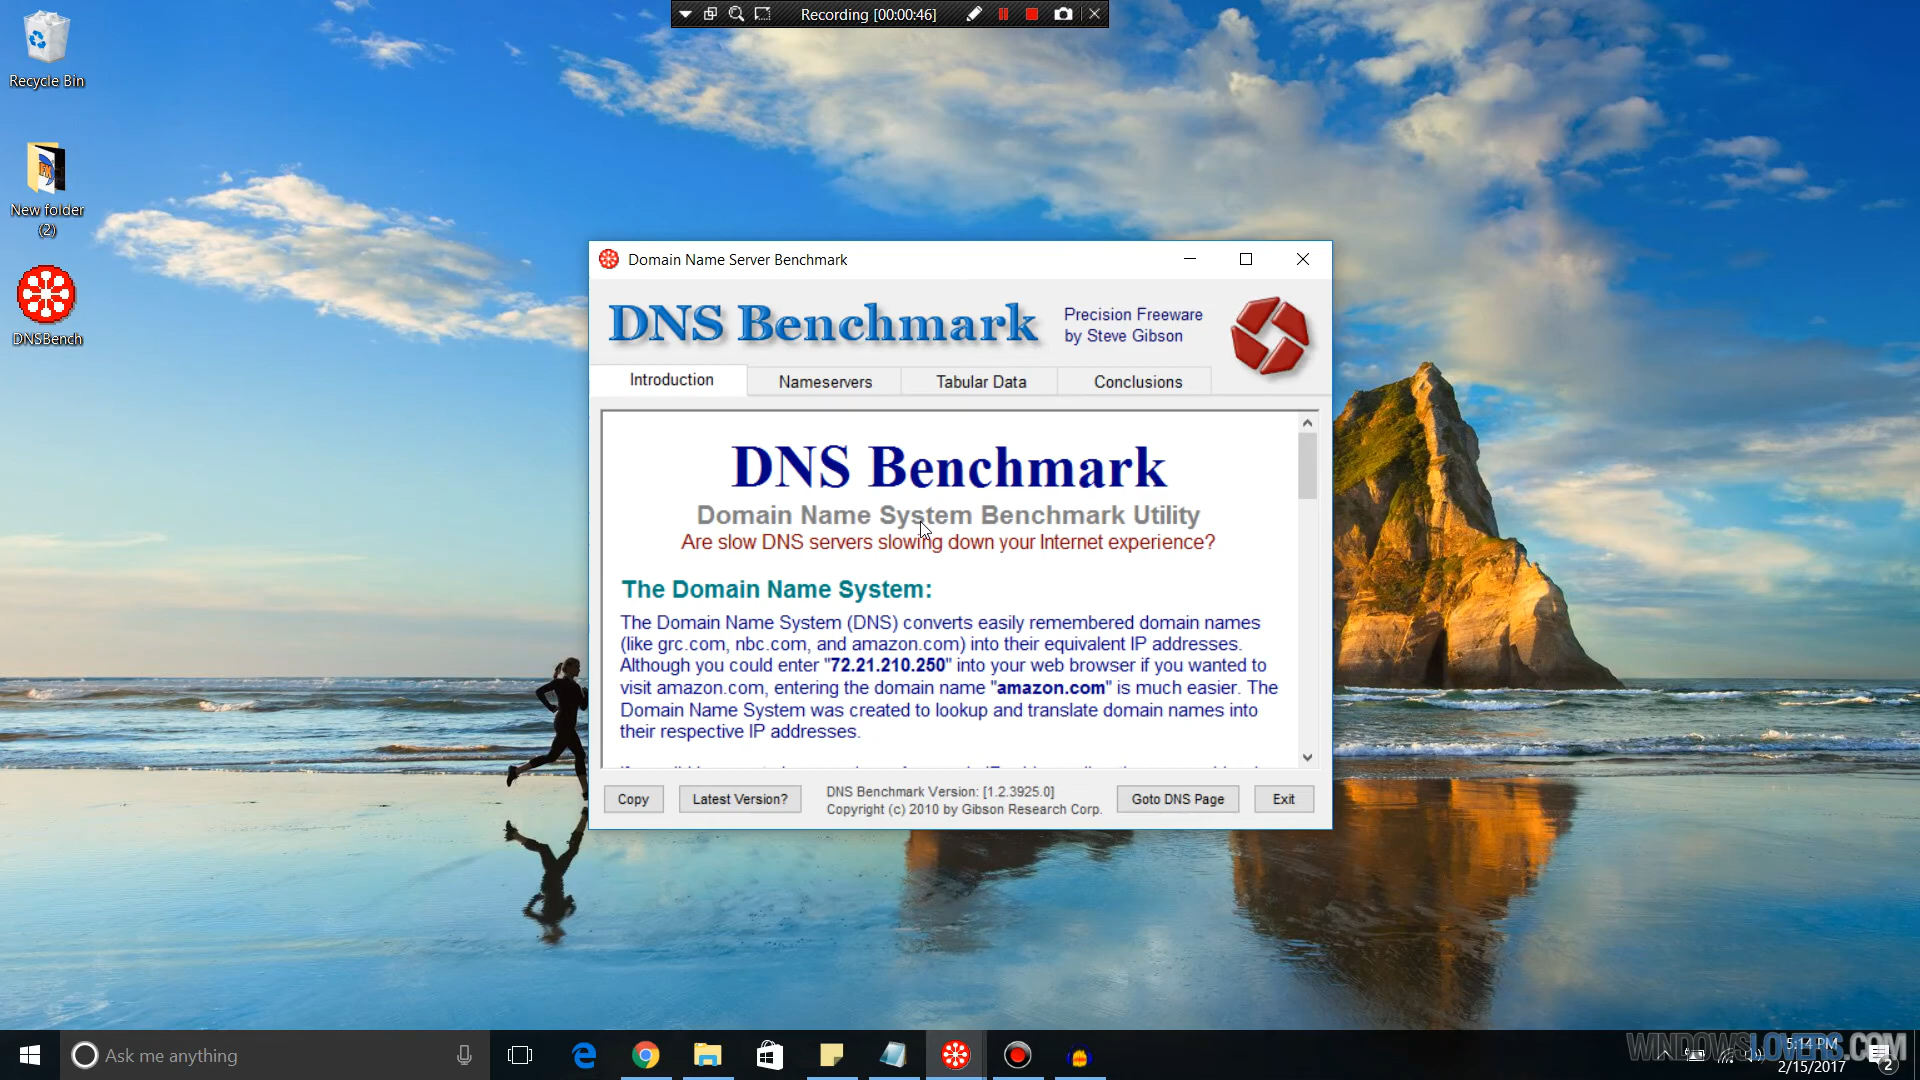 Recording [00:00:46]
Recycle Bin
New folder
(2)
DNSBench
Domain Name Server Benchmark
DNS Benchmark
Precision Freeware
by Steve Gibson
Introduction
Nameservers
Tabular Data
Conclusions
DNS Benchmark
Domain Name System Benchmark Utility
Are slow DNS servers slowing down your Internet experience?
The Domain Name System:
The Domain Name System (DNS) converts easily remembered domain names
(like grc.com, nbc.com, and amazon.com) into their equivalent IP addresses.
Although you could enter "72.21.210.250" into your web browser if you wanted to
visit amazon.com, entering the domain name "amazon.com" is much easier. The
Domain Name System was created to lookup and translate domain names into
their respective IP addresses.
Copy
Latest Version?
DNS Benchmark Version: [1.2.3925.0]
Copyright (c) 2010 by Gibson Research Corp.
Goto DNS Page
Exit
Ask me anything
WINDOWSLOVERS.COM
5:14 PM
2/15/2017
2